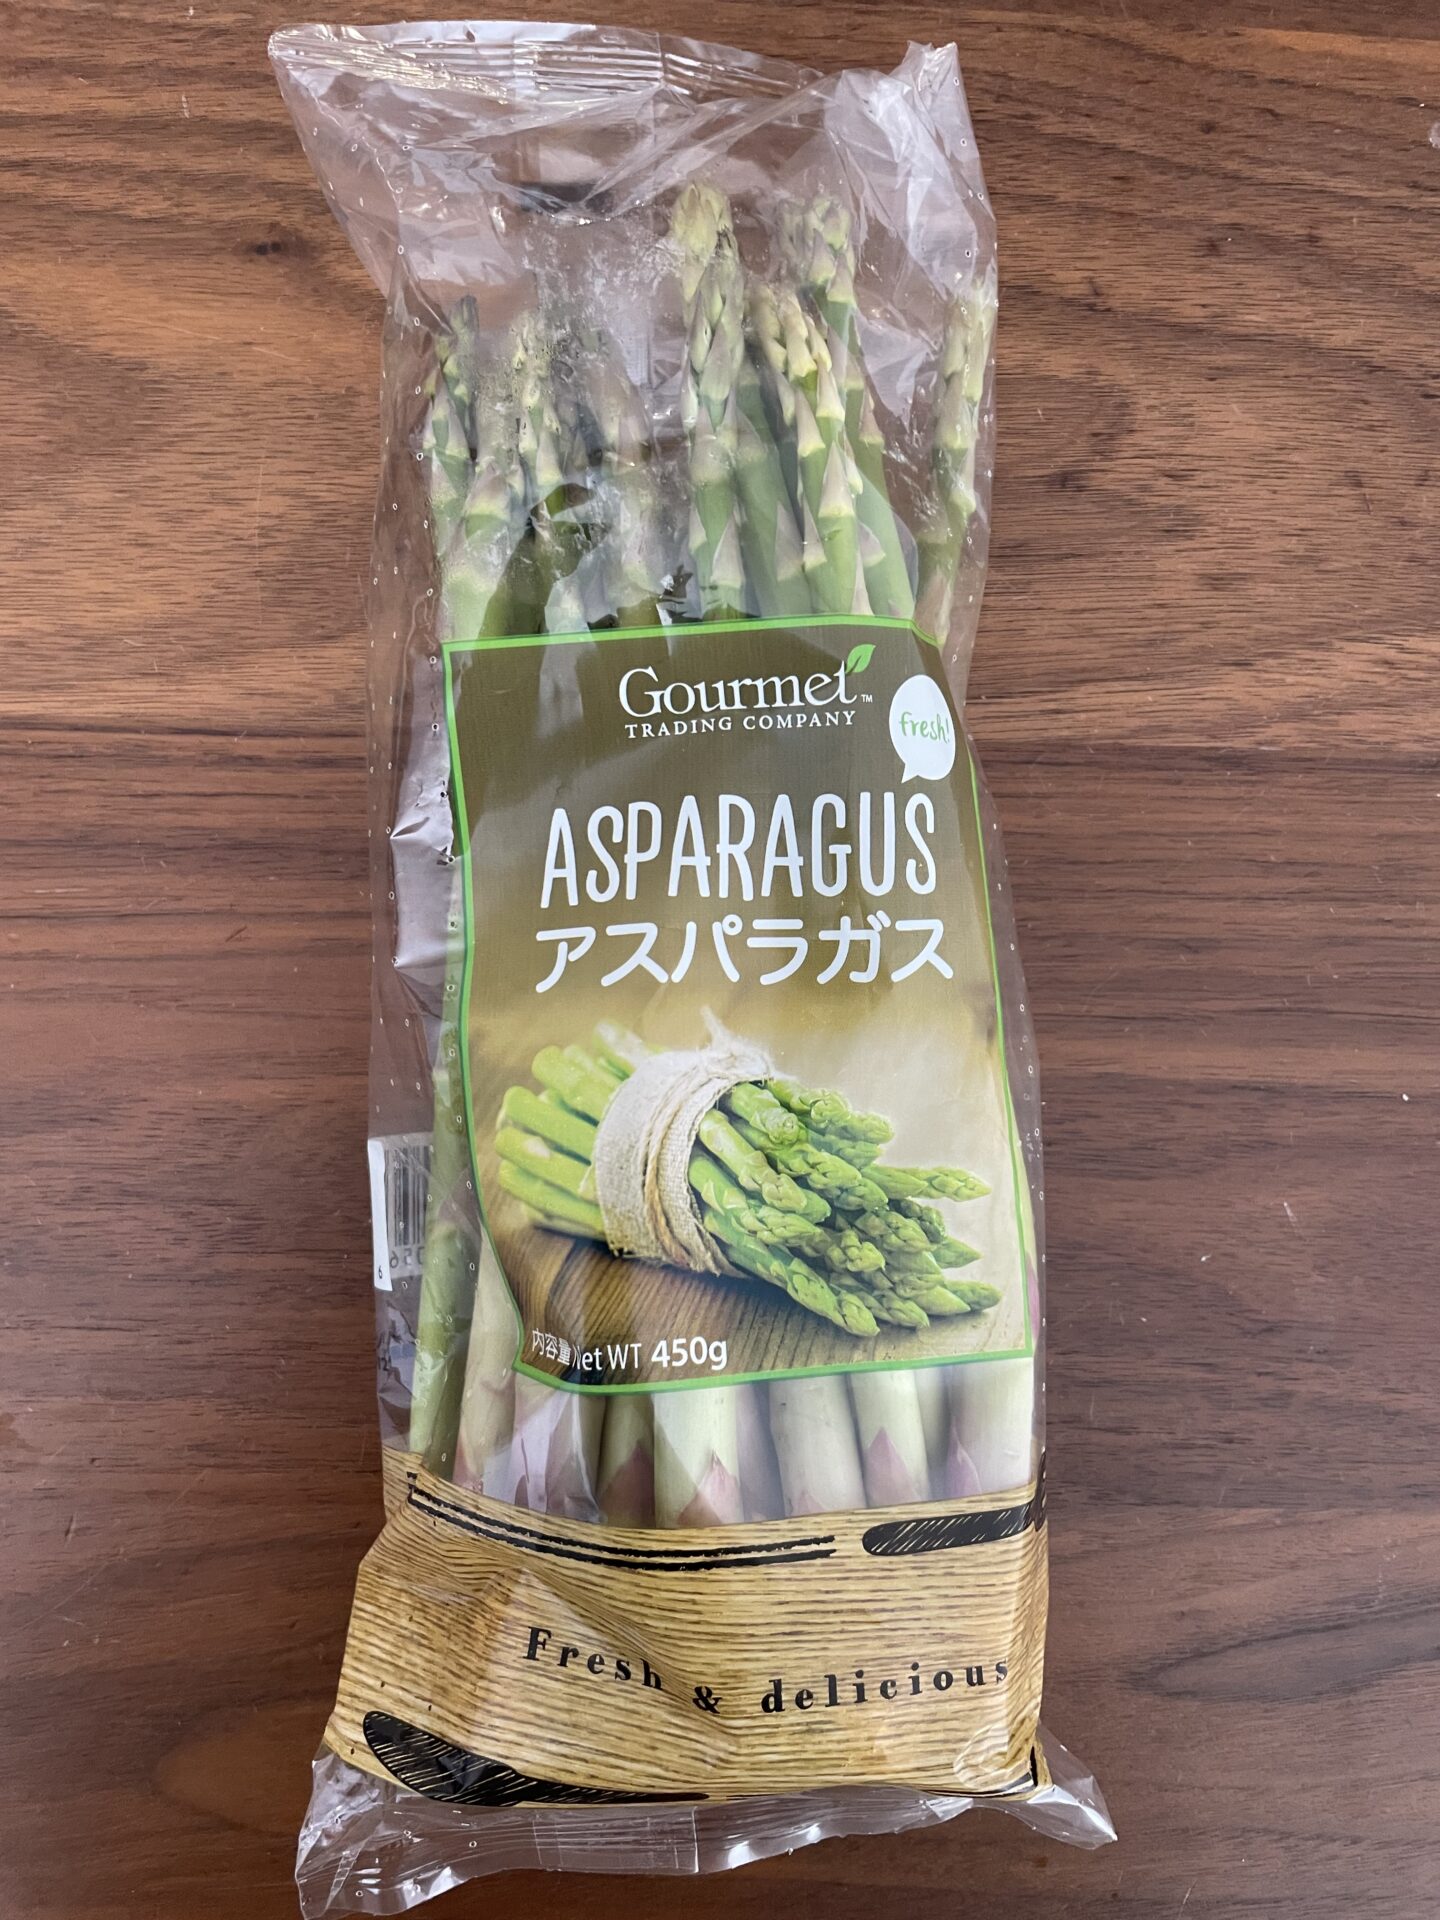 Gourmet™
TRADING COMPANY
fresh!
ASPARAGUS
アスパラガス
内容量 Net WT 450g
Fresh & delicious